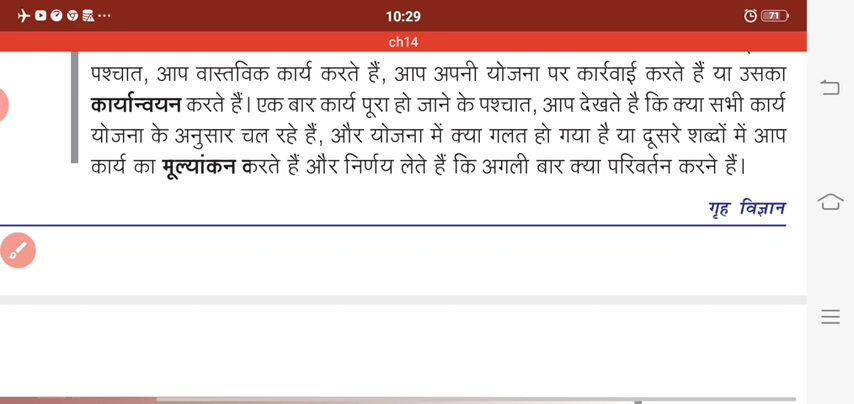 10:29
71
ch14
पश्चात, आप वास्तविक कार्य करते हैं, आप अपनी योजना पर कार्रवाई करते हैं या उसका
कार्यान्वयन करते हैं। एक बार कार्य पूरा हो जाने के पश्चात, आप देखते है कि क्या सभी कार्य
योजना के अनुसार चल रहे हैं, और योजना में क्या गलत हो गया है या दूसरे शब्दों में आप
कार्य का मूल्यांकन करते हैं और निर्णय लेते हैं कि अगली बार क्या परिवर्तन करने हैं।
गृह विज्ञान